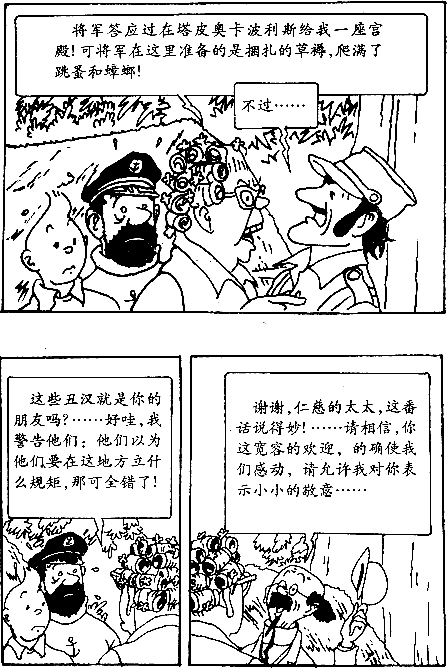 将军答应过在塔皮奥卡波利斯给我一座宫
殿!可将军在这里准备的是捆扎的草褥,爬满了
跳蚤和蟑螂!
不过……
这些丑汉就是你的
朋友吗?……好哇,我
警告他们:他们以为
他们要在这地方立什
么规矩,那可全错了!
谢谢,仁慈的太太,这番
话说得妙!……请相信,你
这宽容的欢迎, 的确使我
们感动, 请允许我对你表
示小小的敬意……